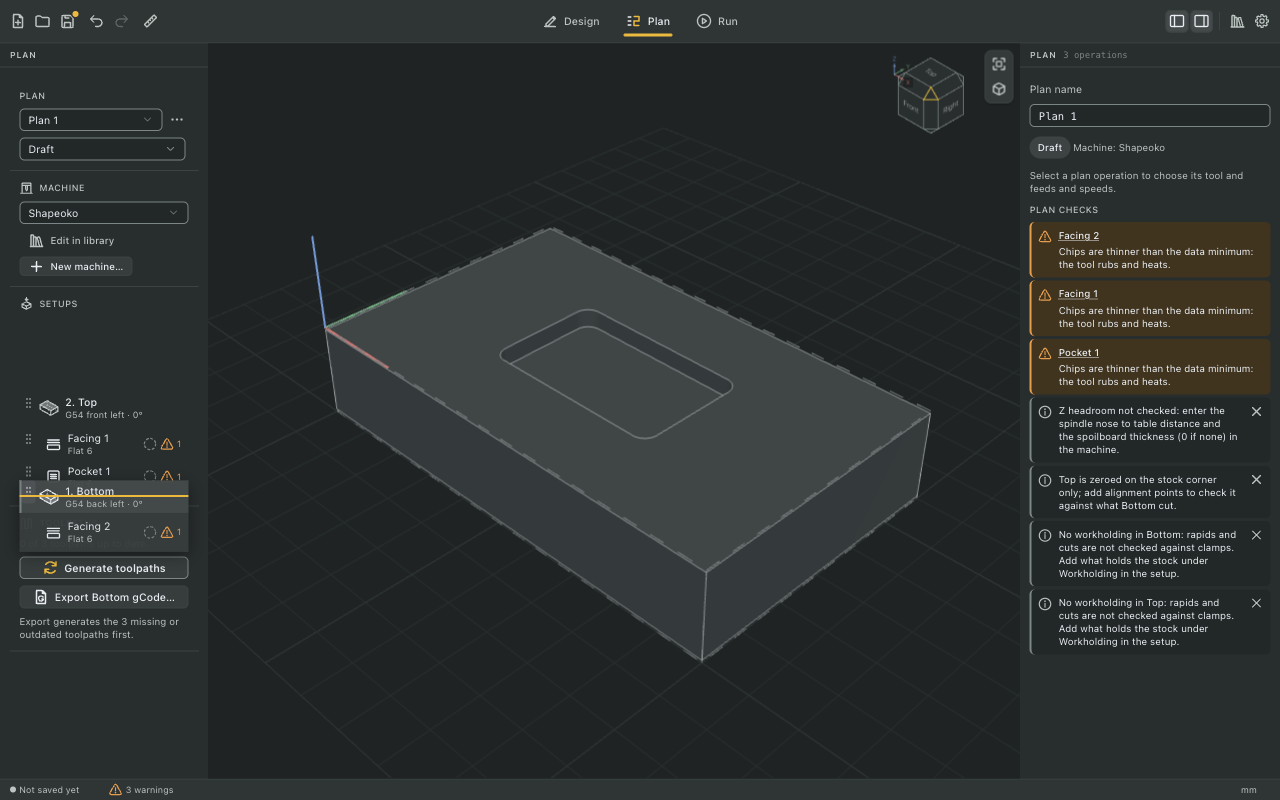 Design
Plan
Run
PLAN
PLAN
Plan 1
Draft
MACHINE
Shapeoko
Edit in library
New machine...
SETUPS
2. Top
G54 front left · 0°
Facing 1
Flat 6
1
Pocket 1
1
1. Bottom
G54 back left · 0°
Facing 2
Flat 6
1
Generate toolpaths
Export Bottom gCode...
Export generates the 3 missing or
outdated toolpaths first.
Not saved yet
3 warnings
Top
Front
Right
PLAN 3 operations
Plan name
Plan 1
Draft Machine: Shapeoko
Select a plan operation to choose its tool and
feeds and speeds.
PLAN CHECKS
Facing 2
Chips are thinner than the data minimum:
the tool rubs and heats.
Facing 1
Chips are thinner than the data minimum:
the tool rubs and heats.
Pocket 1
Chips are thinner than the data minimum:
the tool rubs and heats.
Z headroom not checked: enter the
spindle nose to table distance and
the spoilboard thickness (0 if none) in
the machine.
Top is zeroed on the stock corner
only; add alignment points to check it
against what Bottom cut.
No workholding in Bottom: rapids and
cuts are not checked against clamps.
Add what holds the stock under
Workholding in the setup.
No workholding in Top: rapids and
cuts are not checked against clamps.
Add what holds the stock under
Workholding in the setup.
mm